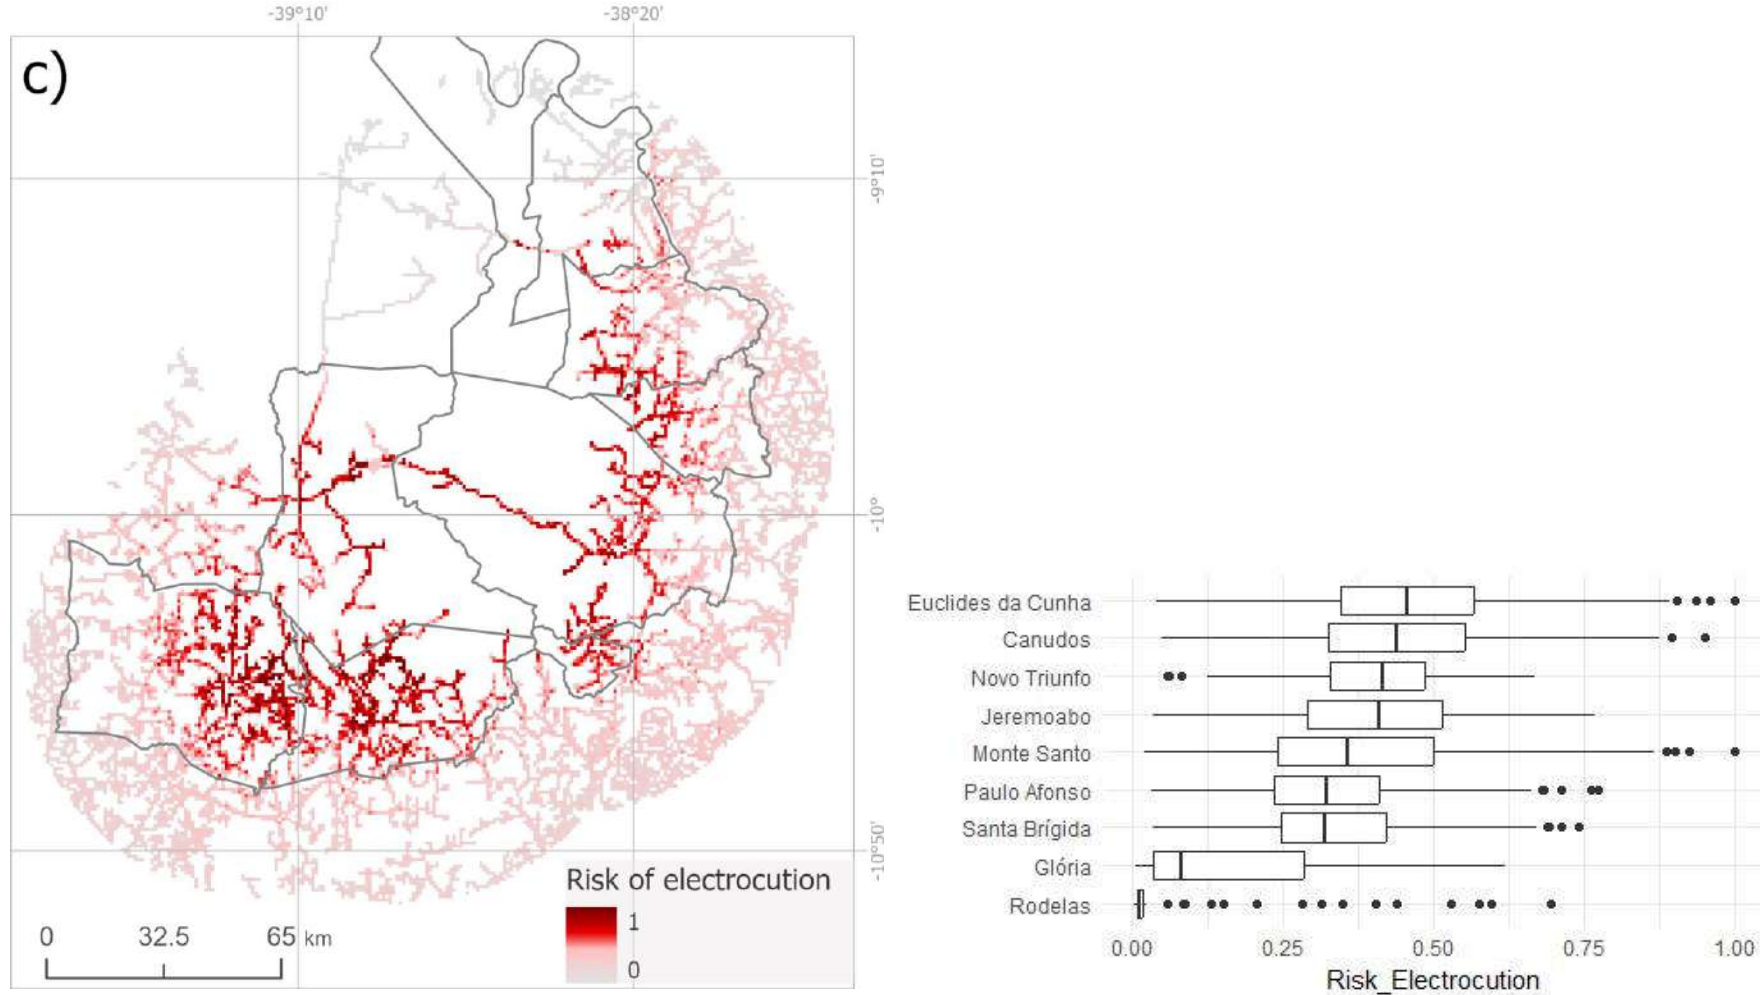 -39°10' -38°20'
c)
-9°10'
-10°
-10°50'
Risk of electrocution
1
0
0 32.5 65 km
Euclides da Cunha
Canudos
Novo Triunfo
Jeremoabo
Monte Santo
Paulo Afonso
Santa Brígida
Glória
Rodelas
0.00 0.25 0.50 0.75 1.00
Risk_Electrocution